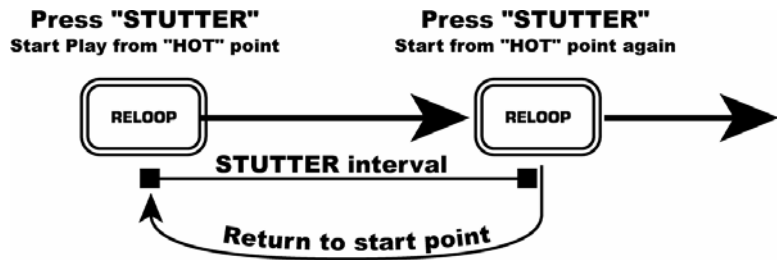 Press "STUTTER"
Start Play from "HOT" point
Press "STUTTER"
Start from "HOT" point again
RELOOP
RELOOP
STUTTER interval
Return to start point